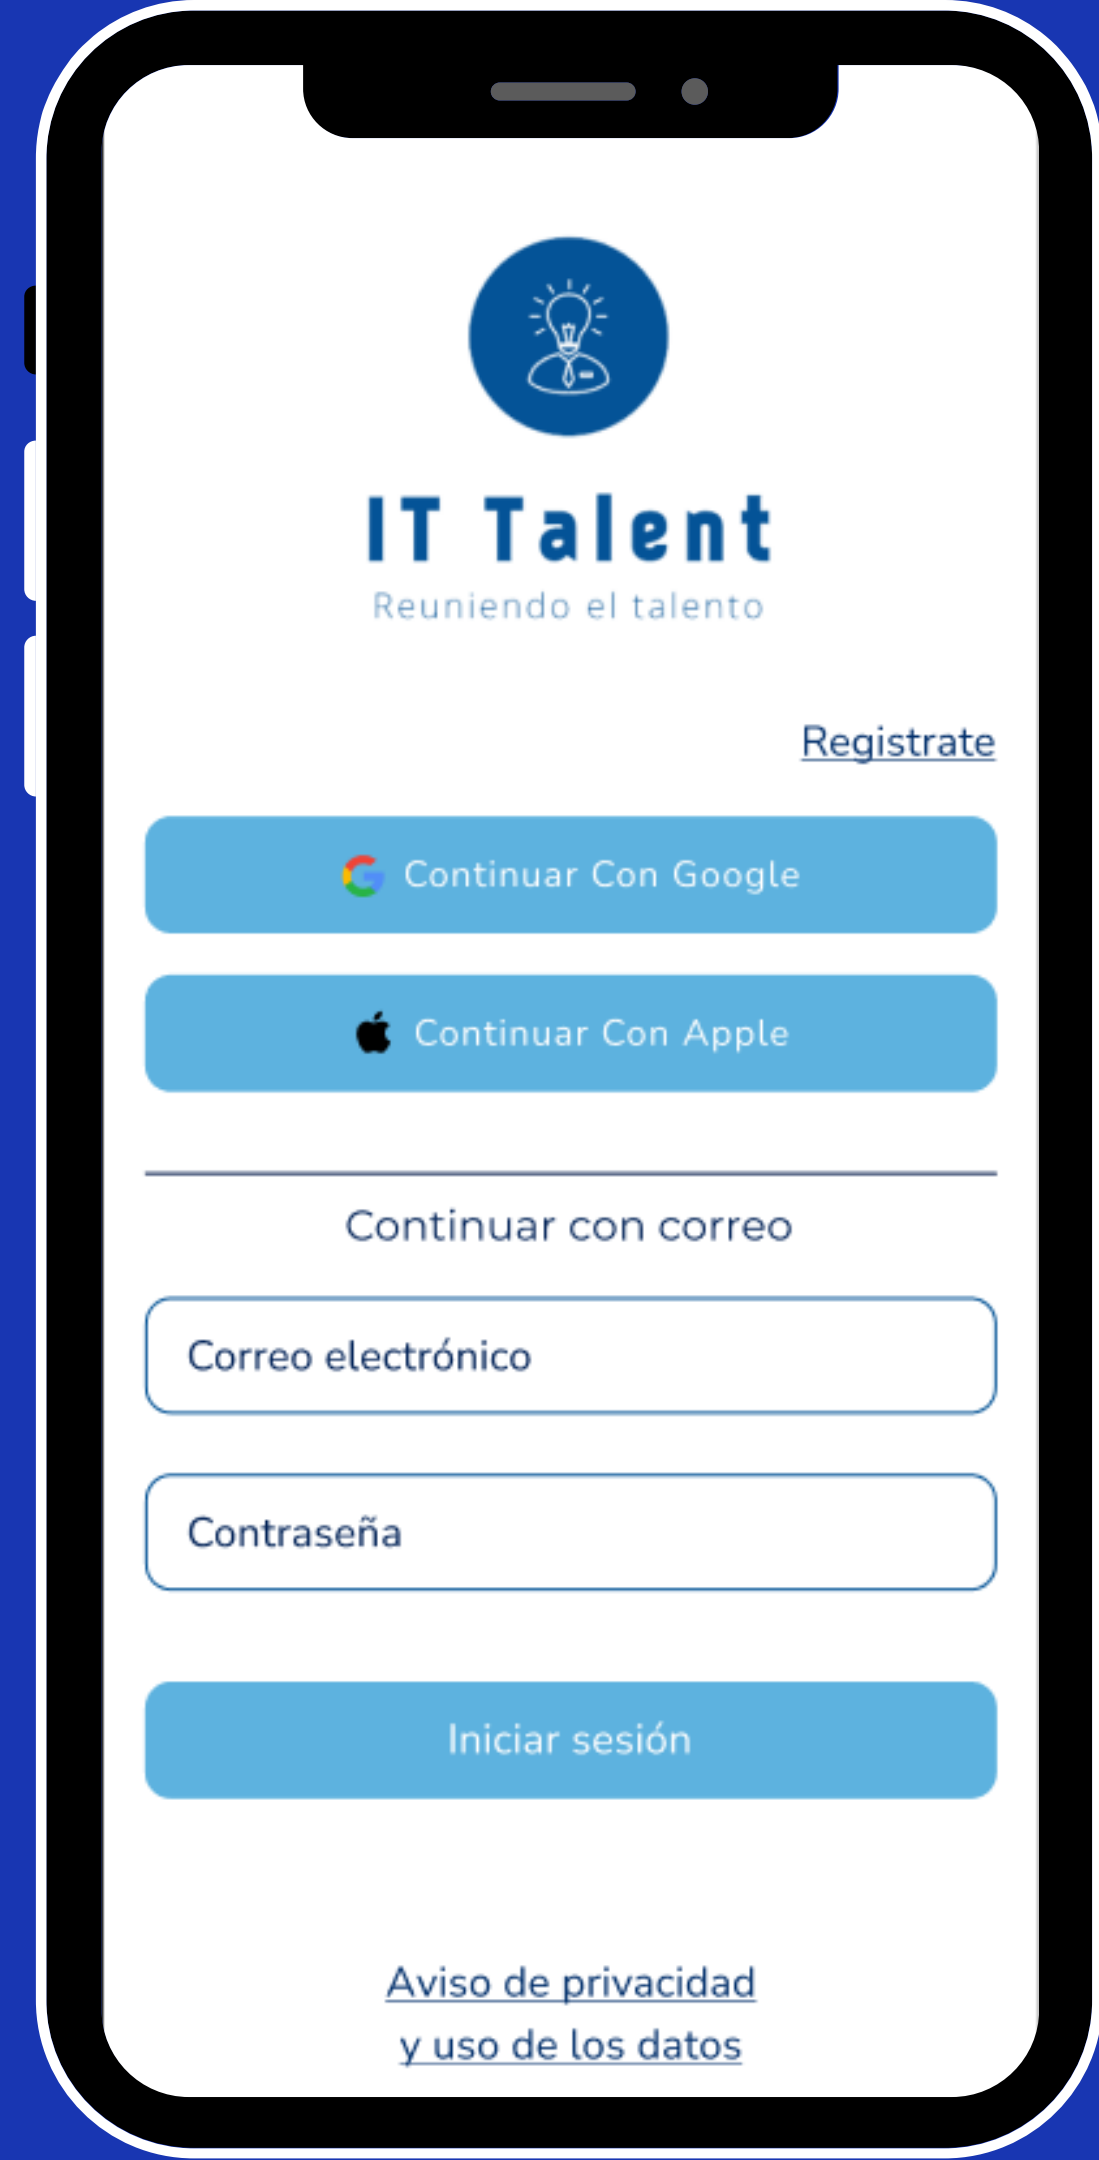 IT Talent
Reuniendo el talento
Registrate
Continuar Con Google
Continuar Con Apple
Continuar con correo
Correo electrónico
Contraseña
Iniciar sesión
Aviso de privacidad
y uso de los datos